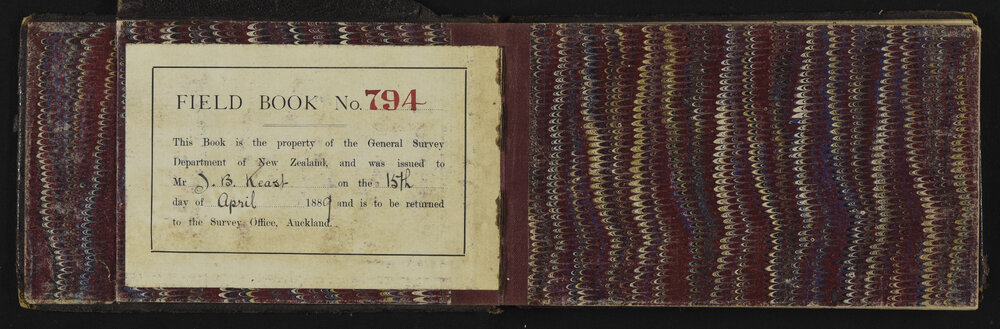 FIELD BOOK No. 794
This Book is the property of the General Survey
Department of New Zealand, and was issued to
Mr J. B. Keast on the 15th
day of April 1889 and is to be returned
to the Survey Office, Auckland.